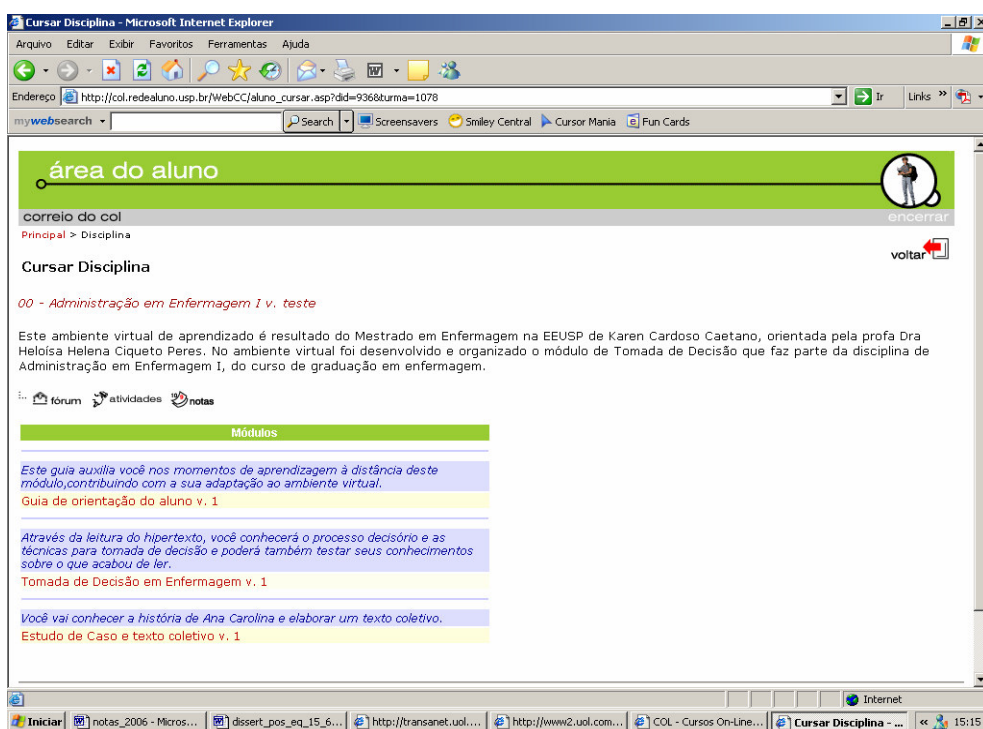 Cursar Disciplina - Microsoft Internet Explorer
Arquivo Editar Exibir Favoritos Ferramentas Ajuda
Endereço http://col.redealuno.usp.br/WebCC/aluno_cursar.asp?did=936&turma=1078 Ir Links »
mywebsearch Search Screensavers Smiley Central Cursor Mania Fun Cards
área do aluno
correio do col encerrar
Principal > Disciplina
voltar
Cursar Disciplina
00 - Administração em Enfermagem I v. teste
Este ambiente virtual de aprendizado é resultado do Mestrado em Enfermagem na EEUSP de Karen Cardoso Caetano, orientada pela profa Dra
Heloísa Helena Ciqueto Peres. No ambiente virtual foi desenvolvido e organizado o módulo de Tomada de Decisão que faz parte da disciplina de
Administração em Enfermagem I, do curso de graduação em enfermagem.
fórum atividades notas
Módulos
Este guia auxilia você nos momentos de aprendizagem à distância deste
módulo,contribuindo com a sua adaptação ao ambiente virtual.
Guia de orientação do aluno v. 1
Através da leitura do hipertexto, você conhecerá o processo decisório e as
técnicas para tomada de decisão e poderá também testar seus conhecimentos
sobre o que acabou de ler.
Tomada de Decisão em Enfermagem v. 1
Você vai conhecer a história de Ana Carolina e elaborar um texto coletivo.
Estudo de Caso e texto coletivo v. 1
Internet
Iniciar notas_2006 - Micros... dissert_pos_eq_15_6... http://transanet.uol.... http://www2.uol.com... COL - Cursos On-Line... Cursar Disciplina - ... « 15:15